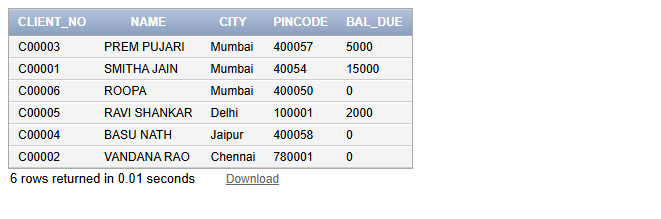 CLIENT_NO NAME CITY PINCODE BAL_DUE
C00003 PREM PUJARI Mumbai 400057 5000
C00001 SMITHA JAIN Mumbai 40054 15000
C00006 ROOPA Mumbai 400050 0
C00005 RAVI SHANKAR Delhi 100001 2000
C00004 BASU NATH Jaipur 400058 0
C00002 VANDANA RAO Chennai 780001 0
6 rows returned in 0.01 seconds Download